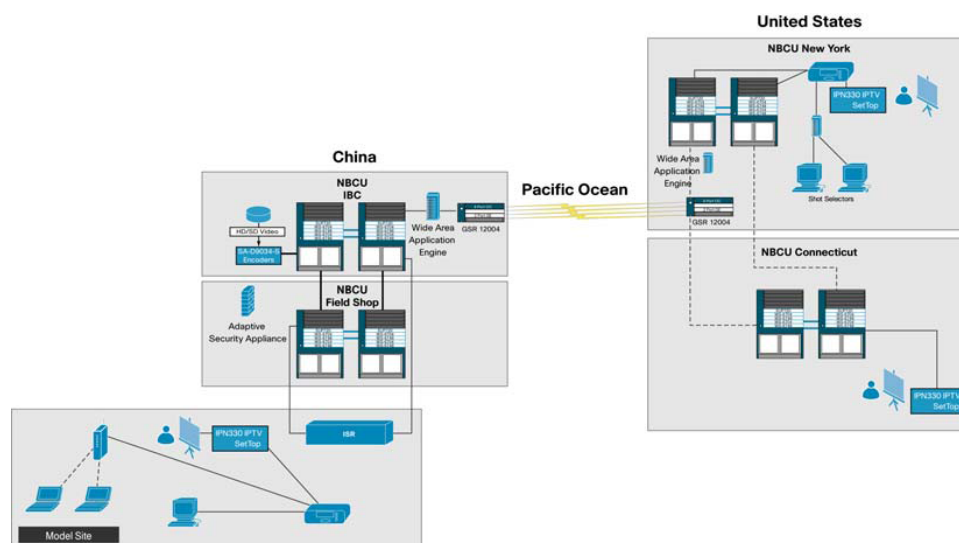 United States
NBCU New York
IPN330 IPTV
SetTop
Wide Area
Application
Engine
Shot Selectors
GSR 12004
China
NBCU
IBC
HD/SD Video
SA-D9034-S
Encoders
Wide Area
Application
Engine
GSR 12004
Pacific Ocean
NBCU Connecticut
IPN330 IPTV
SetTop
NBCU
Field Shop
Adaptive
Security Appliance
ISR
IPN330 IPTV
SetTop
Model Site